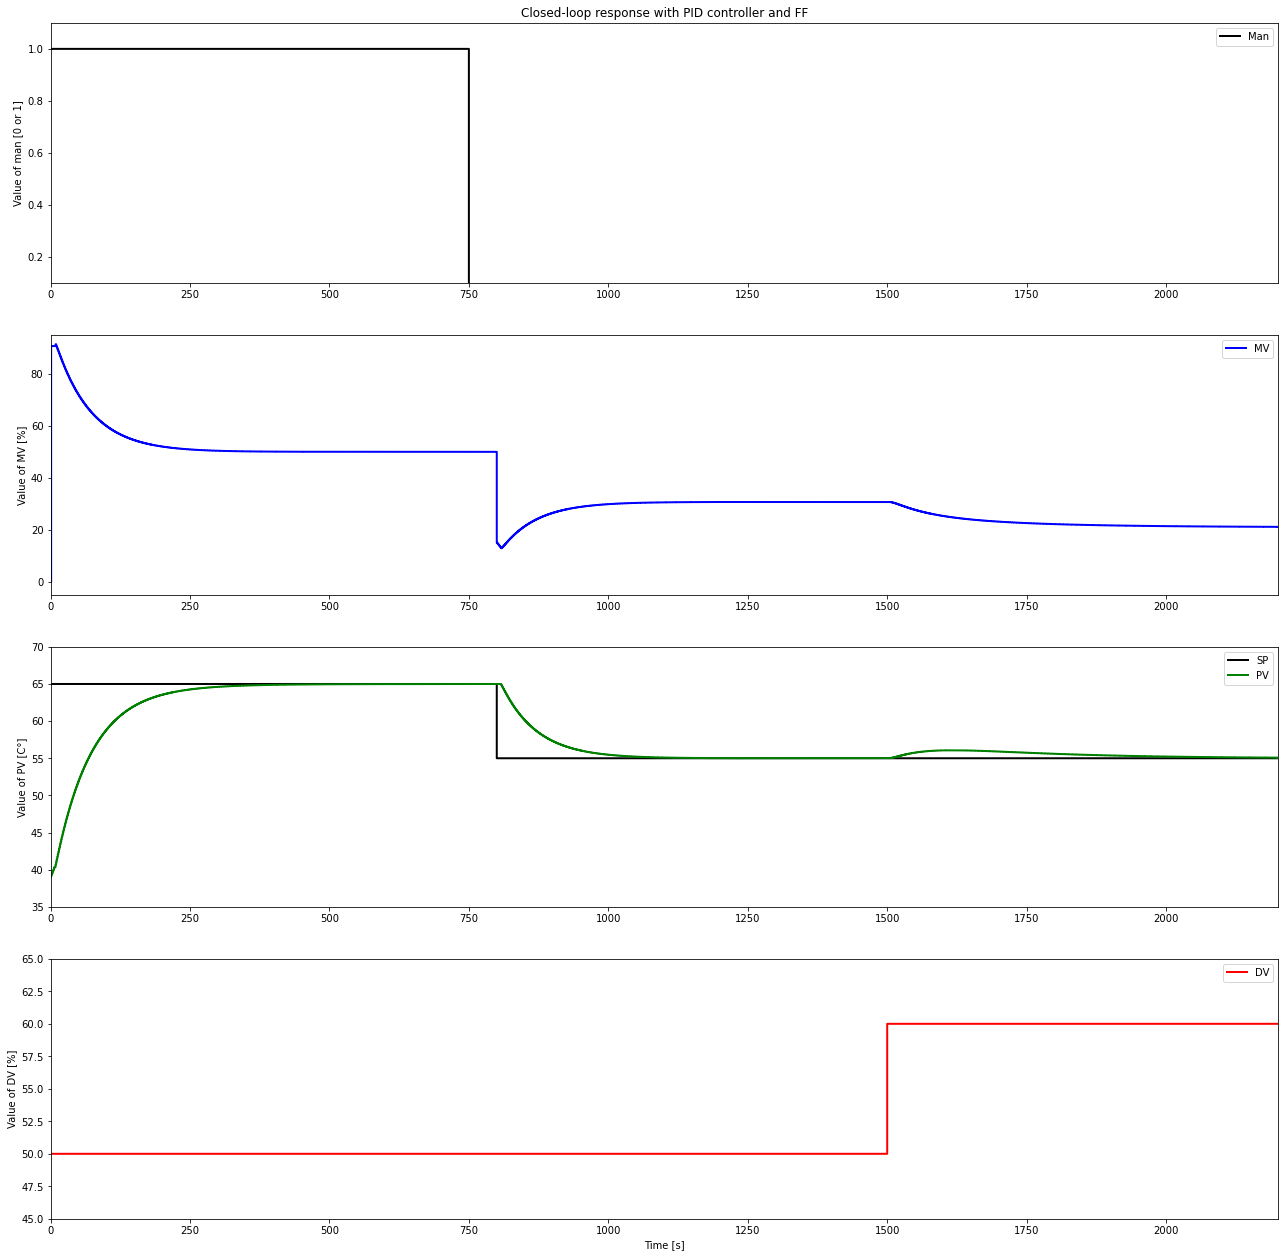 Closed-loop response with PID controller and FF
Man
Value of man [0 or 1]
1.0
0.8
0.6
0.4
0.2
0 250 500 750 1000 1250 1500 1750 2000
MV
Value of MV [%]
80
60
40
20
0
0 250 500 750 1000 1250 1500 1750 2000
SP
PV
Value of PV [C°]
70
65
60
55
50
45
40
35
0 250 500 750 1000 1250 1500 1750 2000
DV
Value of DV [%]
65.0
62.5
60.0
57.5
55.0
52.5
50.0
47.5
45.0
0 250 500 750 1000 1250 1500 1750 2000
Time [s]